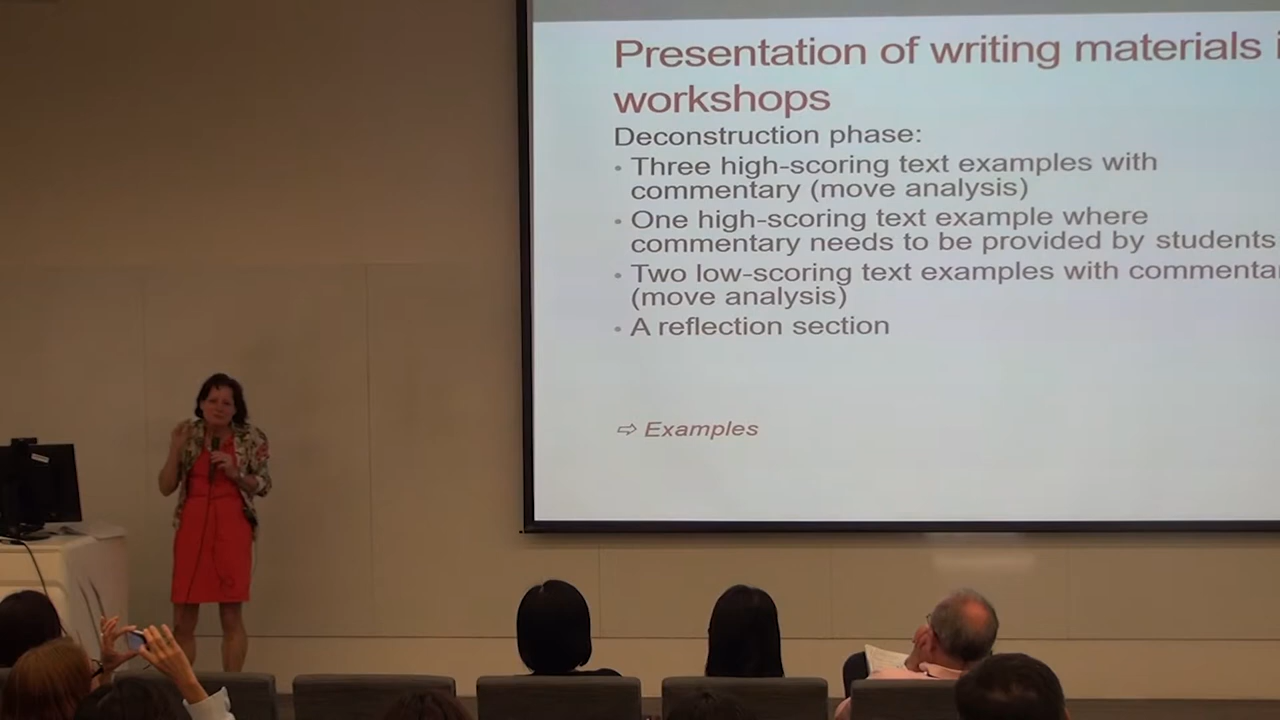 Presentation of writing materials
workshops
Deconstruction phase:
• Three high-scoring text examples with
commentary (move analysis)
• One high-scoring text example where
commentary needs to be provided by students
• Two low-scoring text examples with
(move analysis)
• A reflection section
⇨ Examples